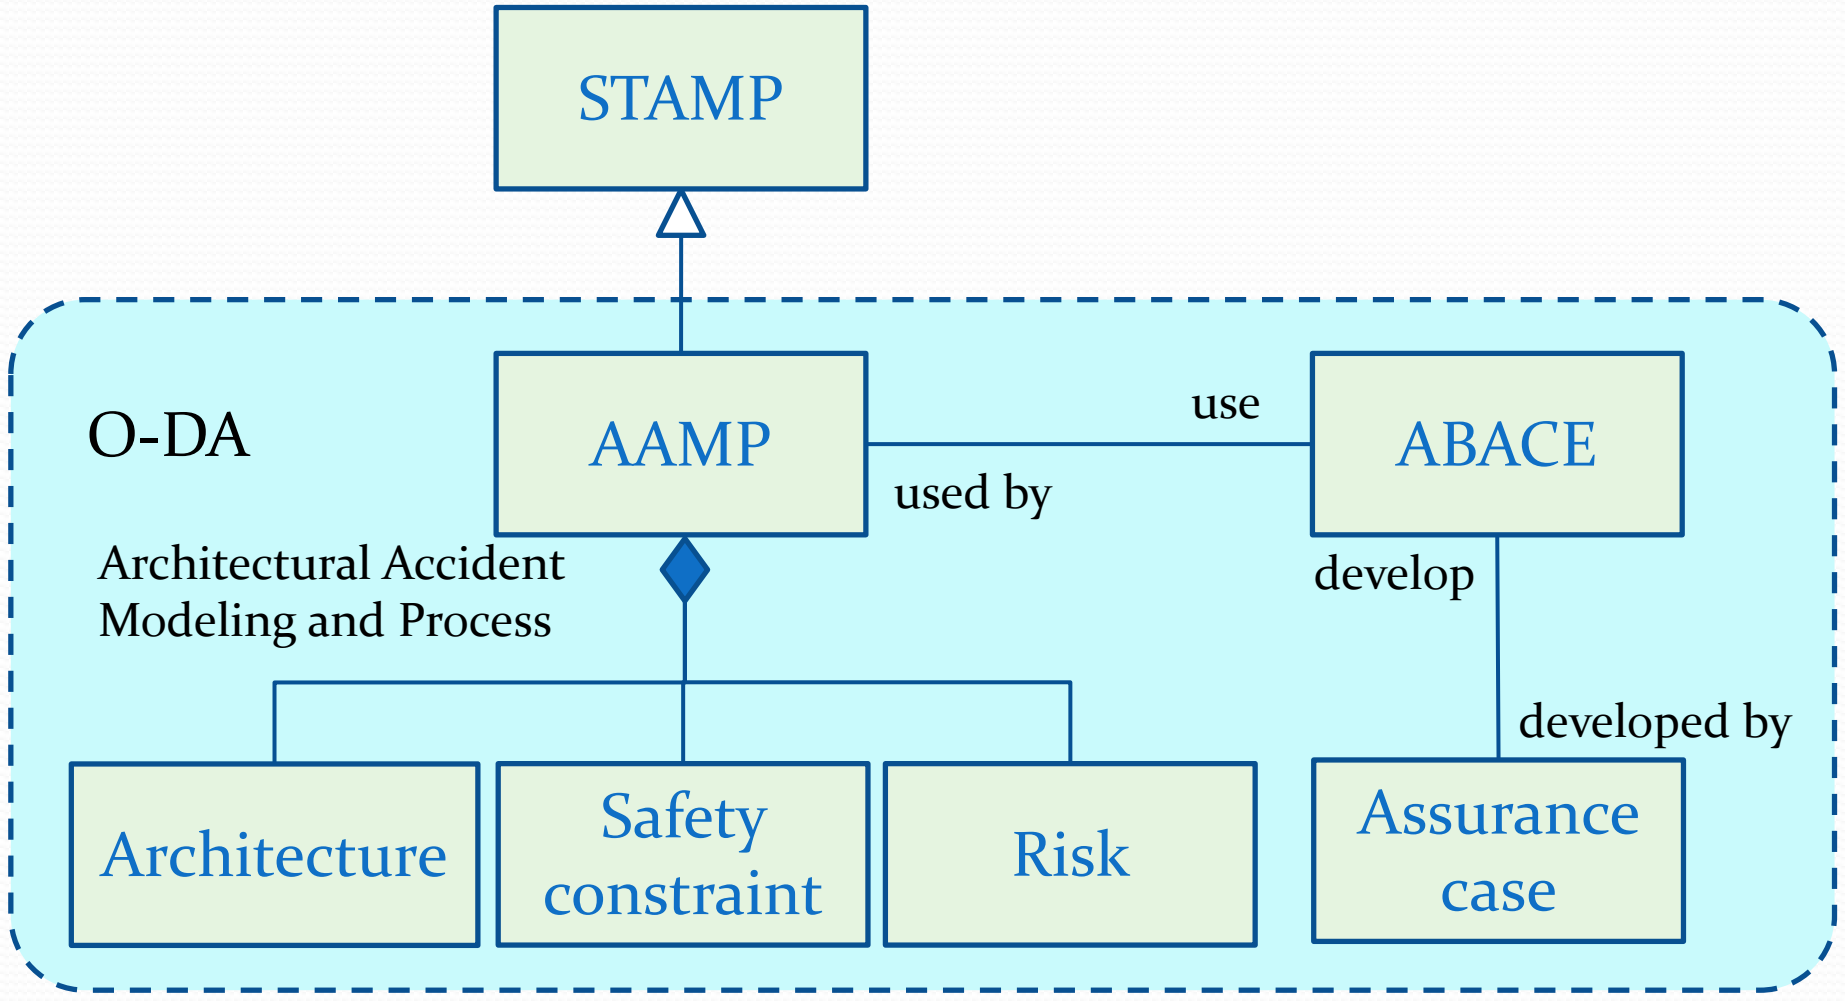 STAMP
O-DA
AAMP
use
ABACE
used by
Architectural Accident
Modeling and Process
develop
developed by
Architecture
Safety
constraint
Risk
Assurance
case